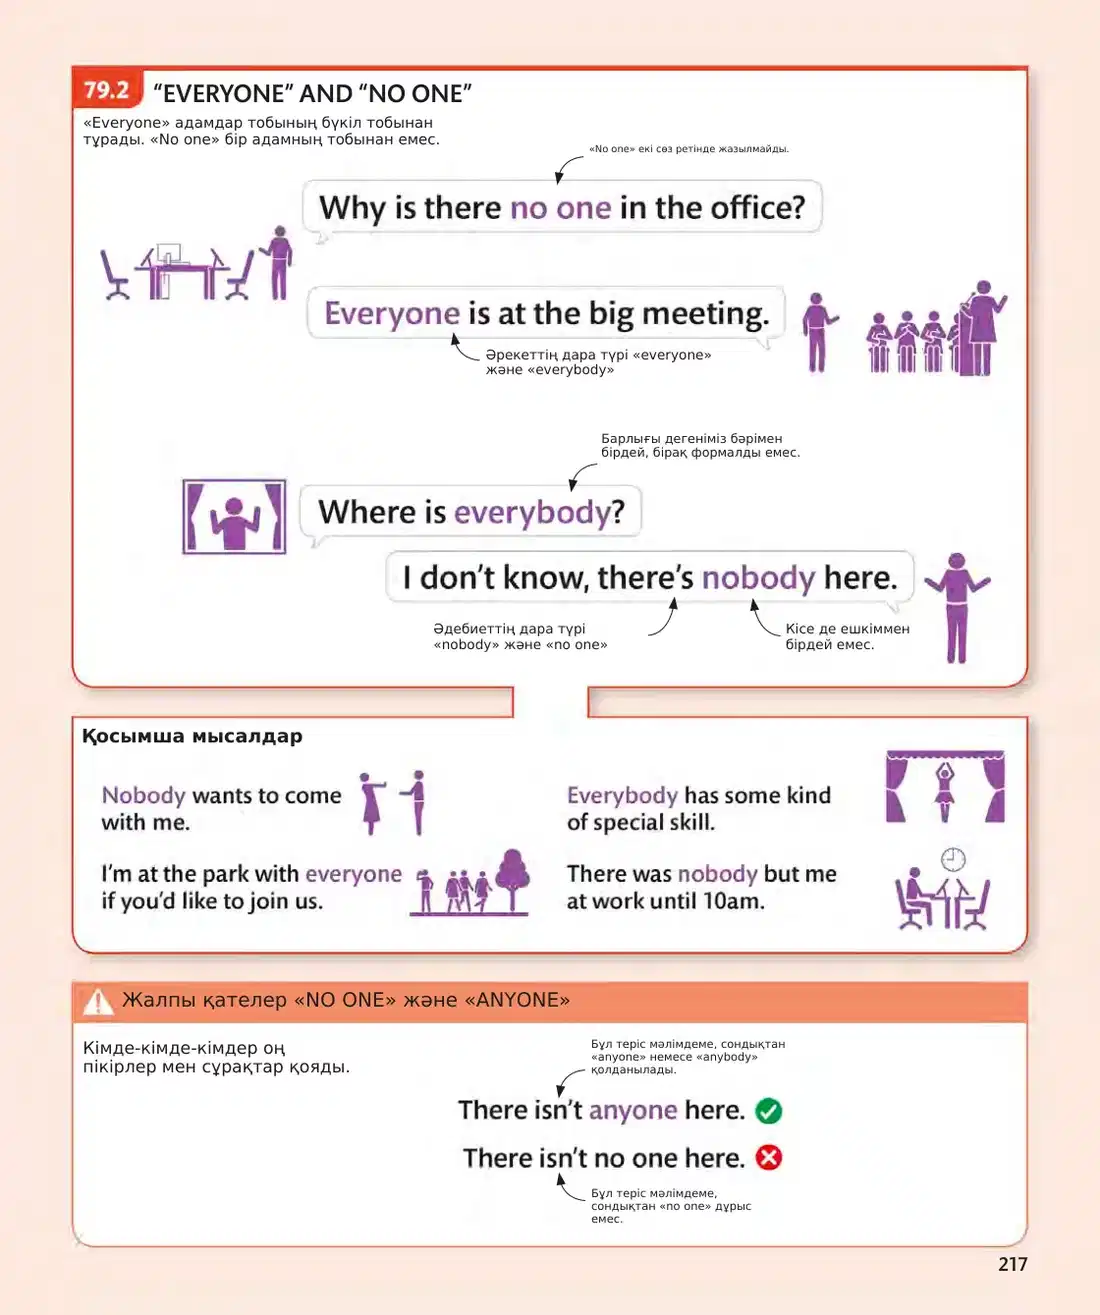 79.2 "EVERYONE" AND "NO ONE"
«Everyone» адамдар тобының бүкіл тобынан
тұрады. «No one» бір адамның тобынан емес.
«No one» екі сөз ретінде жазылмайды.
Why is there no one in the office?
Everyone is at the big meeting.
Әрекеттің дара түрі «everyone»
және «everybody»
Барлығы дегеніміз бәрімен
бірдей, бірақ формалды емес.
Where is everybody?
I don't know, there's nobody here.
Әдебиеттің дара түрі
«nobody» және «no one»
Кісе де ешкіммен
бірдей емес.
Қосымша мысалдар
Nobody wants to come
with me.
Everybody has some kind
of special skill.
I'm at the park with everyone
if you'd like to join us.
There was nobody but me
at work until 10am.
Жалпы қателер «NO ONE» және «ANYONE»
Кімде-кімде-кімдер оң
пікірлер мен сұрақтар қояды.
Бұл теріс мәлімдеме, сондықтан
«anyone» немесе «anybody»
қолданылады.
There isn't anyone here.
There isn't no one here.
Бұл теріс мәлімдеме,
сондықтан «no one» дұрыс
емес.
217